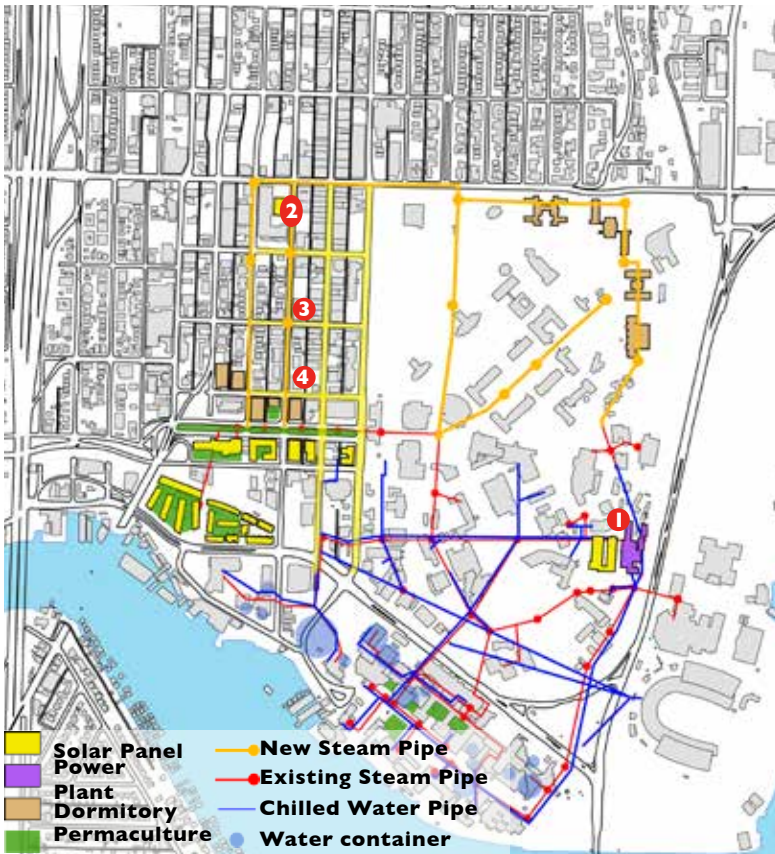 2
3
4
1
Solar Panel
Power
Plant
Dormitory
Permaculture
New Steam Pipe
Existing Steam Pipe
Chilled Water Pipe
Water container